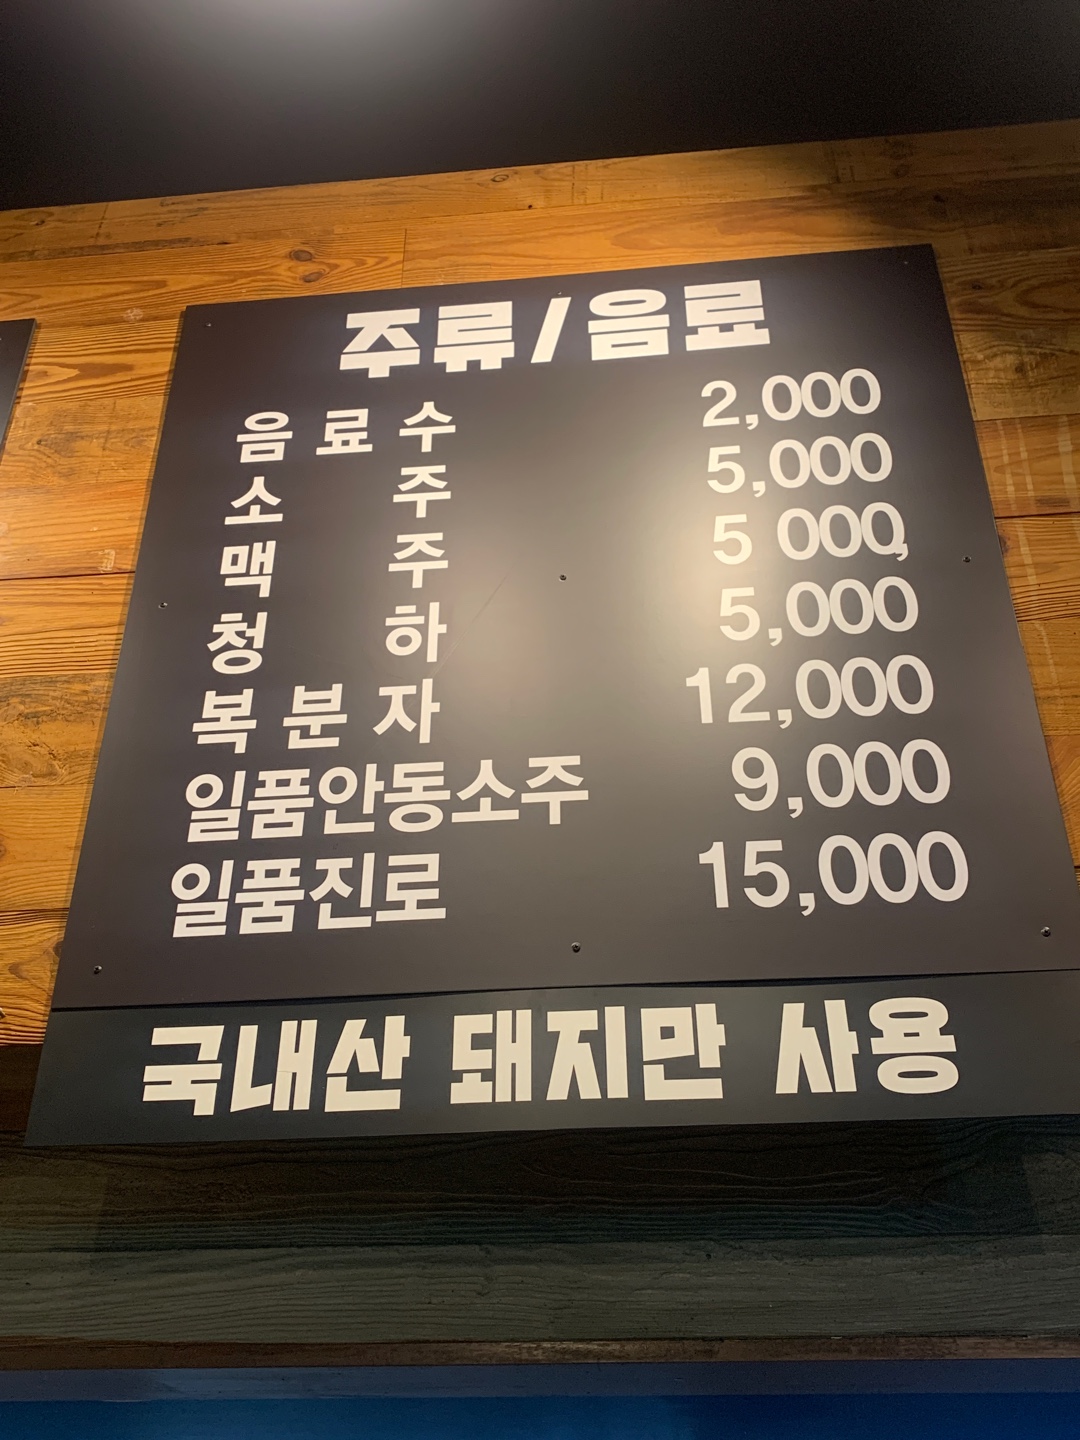 주류/음료
음료수 2,000
소주 5,000
맥주 5 000,
청하 5,000
복분자 12,000
일품안동소주 9,000
일품진로 15,000
국내산 돼지만 사용